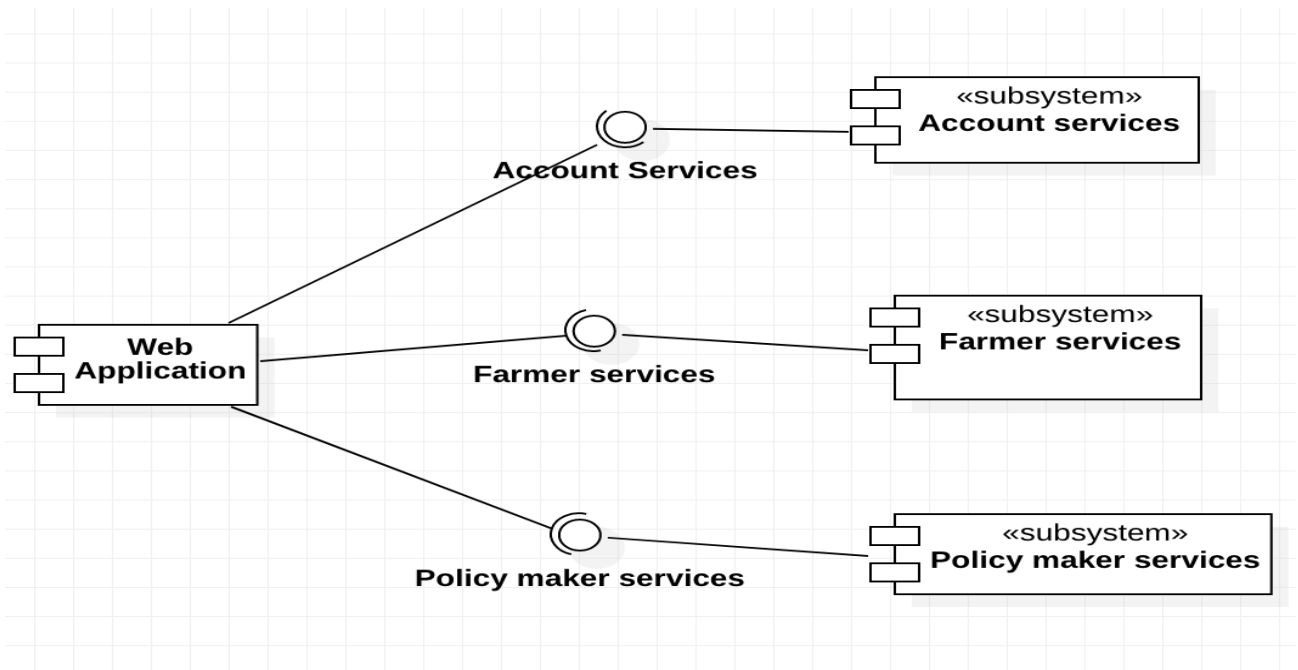 «subsystem»
Account services
Account Services
«subsystem»
Farmer services
Web
Application
Farmer services
«subsystem»
Policy maker services
Policy maker services